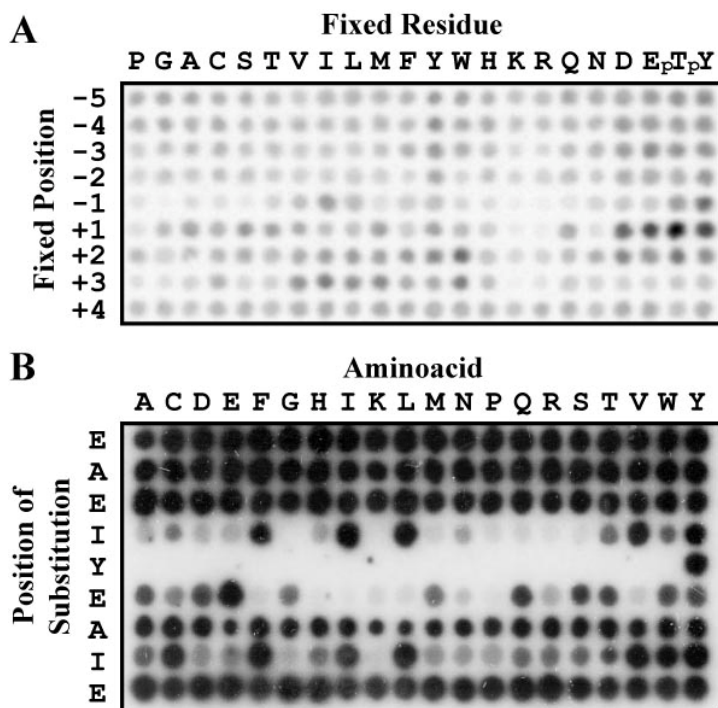 A
Fixed Residue
P G A C S T V I L M F Y W H K R Q N D E pT pY
Fixed Position
-5
-4
-3
-2
-1
+1
+2
+3
+4
B
Aminoacid
A C D E F G H I K L M N P Q R S T V W Y
Position of
Substitution
E
A
E
I
Y
E
A
I
E